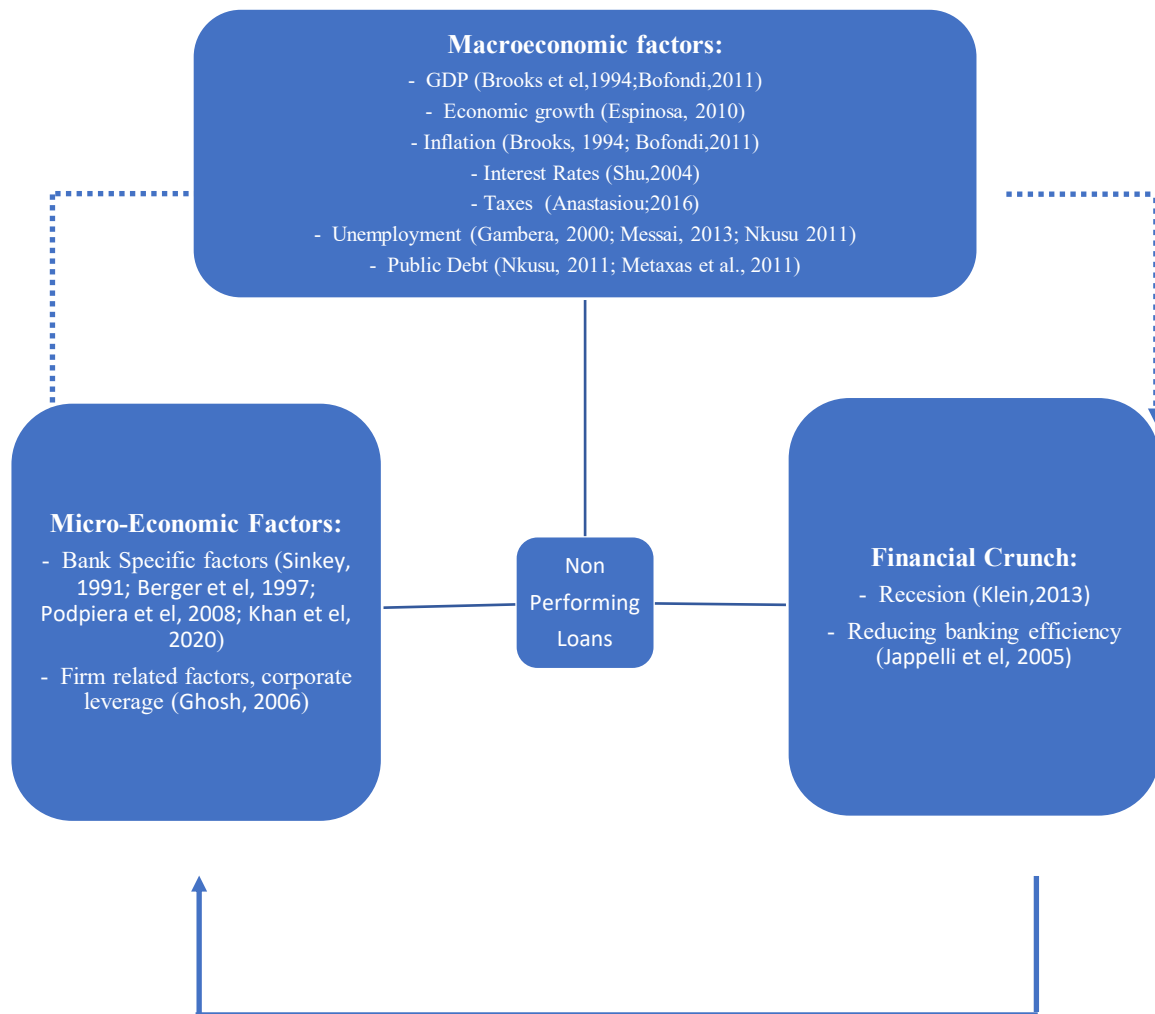 Macroeconomic factors:
- GDP (Brooks et el,1994;Bofondi,2011)
- Economic growth (Espinosa, 2010)
- Inflation (Brooks, 1994; Bofondi,2011)
- Interest Rates (Shu,2004)
- Taxes (Anastasiou;2016)
- Unemployment (Gambera, 2000; Messai, 2013; Nkusu 2011)
- Public Debt (Nkusu, 2011; Metaxas et al., 2011)
Micro-Economic Factors:
- Bank Specific factors (Sinkey,
1991; Berger et el, 1997;
Podpiera et el, 2008; Khan et el,
2020)
- Firm related factors, corporate
leverage (Ghosh, 2006)
Non
Performing
Loans
Financial Crunch:
- Recesion (Klein,2013)
- Reducing banking efficiency
(Jappelli et el, 2005)